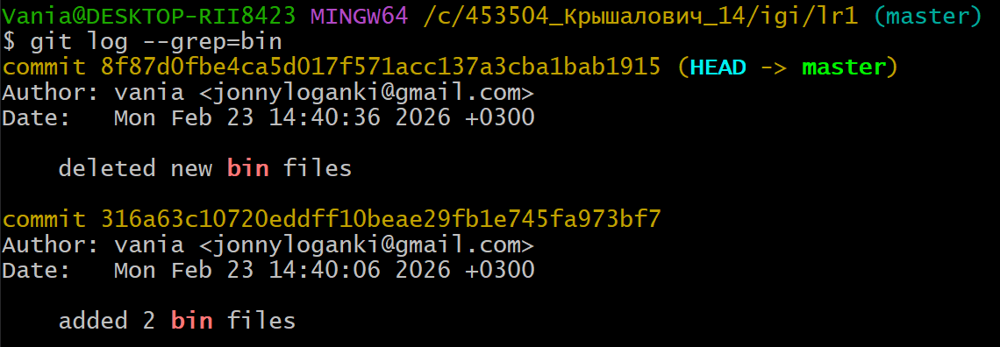 Vania@DESKTOP-RII8423 MINGW64 /c/453504_Крышалович_14/igi/lr1 (master)
$ git log --grep=bin
commit 8f87d0fbe4ca5d017f571acc137a3cba1bab1915 (HEAD -> master)
Author: vania <jonnyloganki@gmail.com>
Date:   Mon Feb 23 14:40:36 2026 +0300
    deleted new bin files
commit 316a63c10720eddff10beae29fb1e745fa973bf7
Author: vania <jonnyloganki@gmail.com>
Date:   Mon Feb 23 14:40:06 2026 +0300
    added 2 bin files